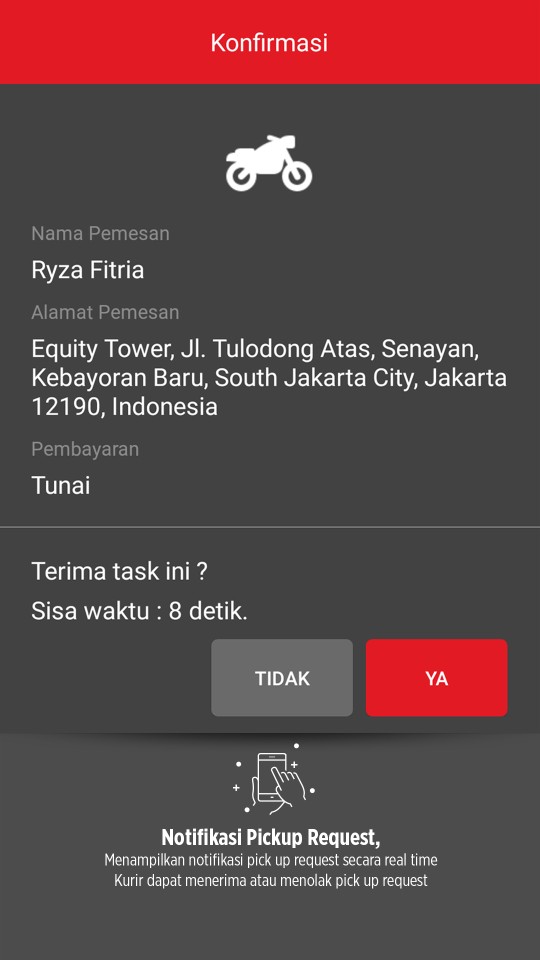 Konfirmasi
Nama Pemesan
Ryza Fitria
Alamat Pemesan
Equity Tower, Jl. Tulodong Atas, Senayan,
Kebayoran Baru, South Jakarta City, Jakarta
12190, Indonesia
Pembayaran
Tunai
Terima task ini ?
Sisa waktu : 8 detik.
TIDAK
YA
Notifikasi Pickup Request,
Menampilkan notifikasi pick up request secara real time
Kurir dapat menerima atau menolak pick up request